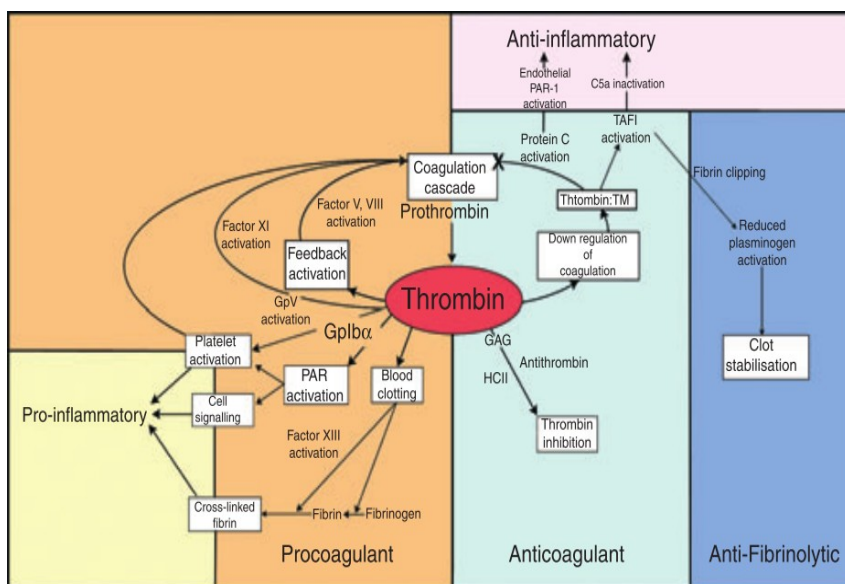 Anti-inflammatory
Endothelial
PAR-1
activation
C5a inactivation
Protein C
activation
TAFI
activation
Fibrin clipping
Coagulation
cascade
Prothrombin
Thtombin:TM
Factor V, VIII
activation
Factor XI
activation
Feedback
activation
Down regulation
of
coagulation
Reduced
plasminogen
activation
Thrombin
GpV
activation
GpIbα
GAG
HCII
Antithrombin
Platelet
activation
PAR
activation
Blood
clotting
Clot
stabilisation
Pro-inflammatory
Cell
signalling
Factor XIII
activation
Thrombin
inhibition
Cross-linked
fibrin
Fibrin
Fibrinogen
Procoagulant
Anticoagulant
Anti-Fibrinolytic